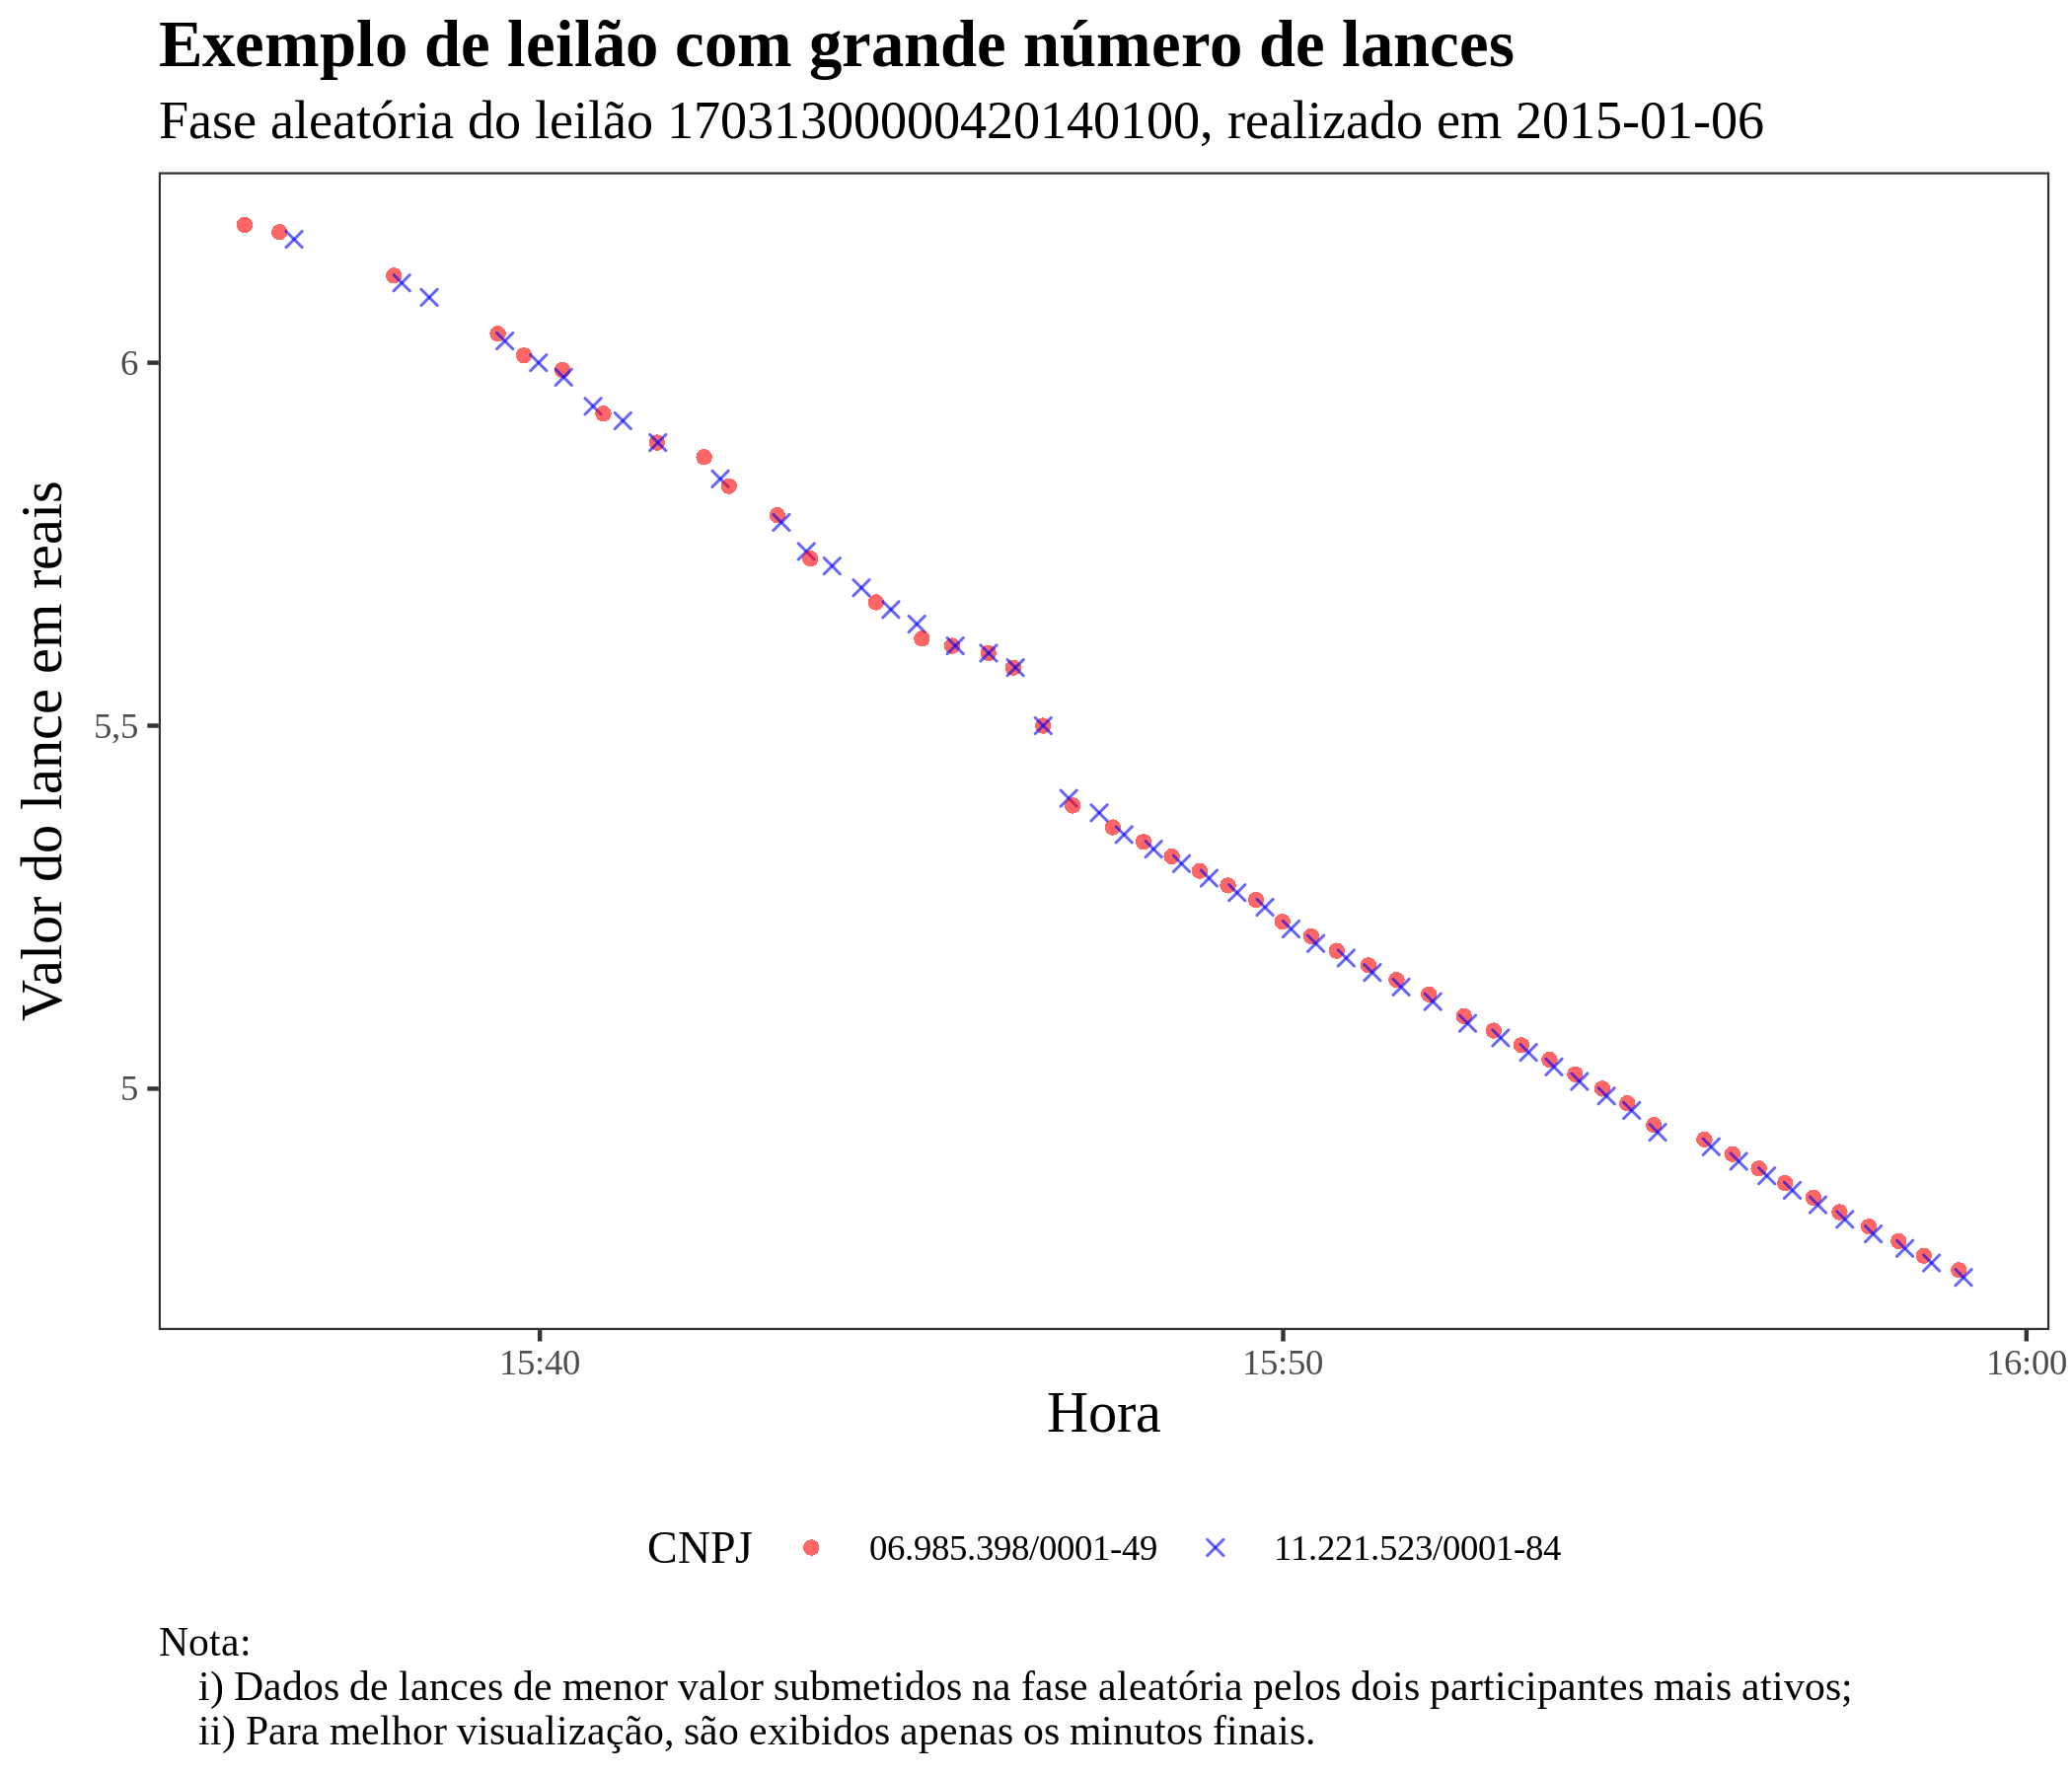 Exemplo de leilão com grande número de lances
Fase aleatória do leilão 17031300000420140100, realizado em 2015-01-06
Valor do lance em reais
6
5,5
5
15:40
15:50
16:00
Hora
CNPJ
06.985.398/0001-49
11.221.523/0001-84
Nota:
i) Dados de lances de menor valor submetidos na fase aleatória pelos dois participantes mais ativos;
ii) Para melhor visualização, são exibidos apenas os minutos finais.